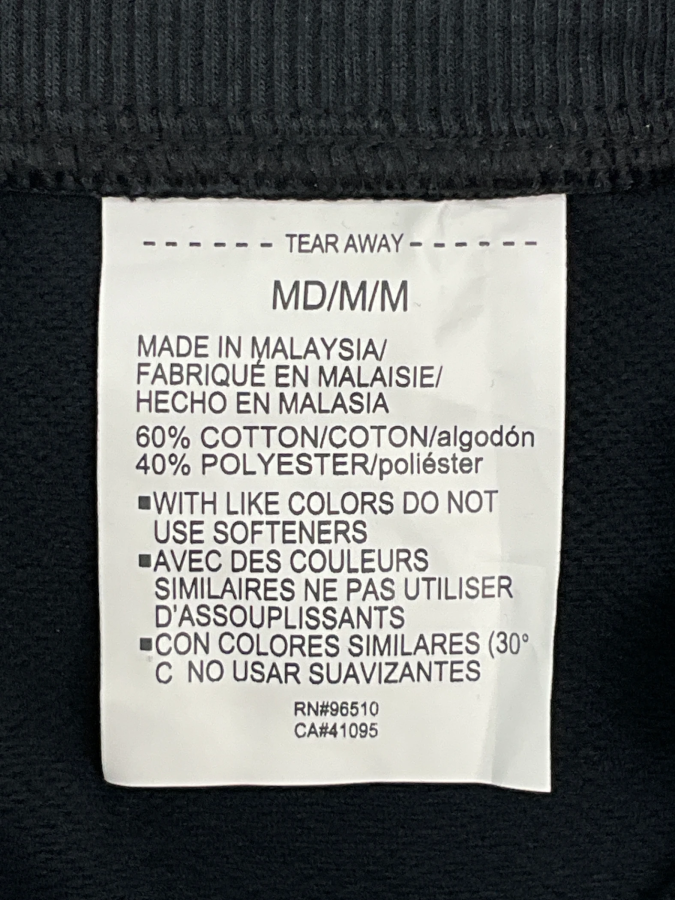 ------ TEAR AWAY ------
MD/M/M
MADE IN MALAYSIA/
FABRIQUÉ EN MALAISIE/
HECHO EN MALASIA
60% COTTON/COTON/algodón
40% POLYESTER/poliéster
■WITH LIKE COLORS DO NOT
USE SOFTENERS
■AVEC DES COULEURS
SIMILAIRES NE PAS UTILISER
D'ASSOUPLISSANTS
■CON COLORES SIMILARES (30°
C NO USAR SUAVIZANTES
RN#96510
CA#41095